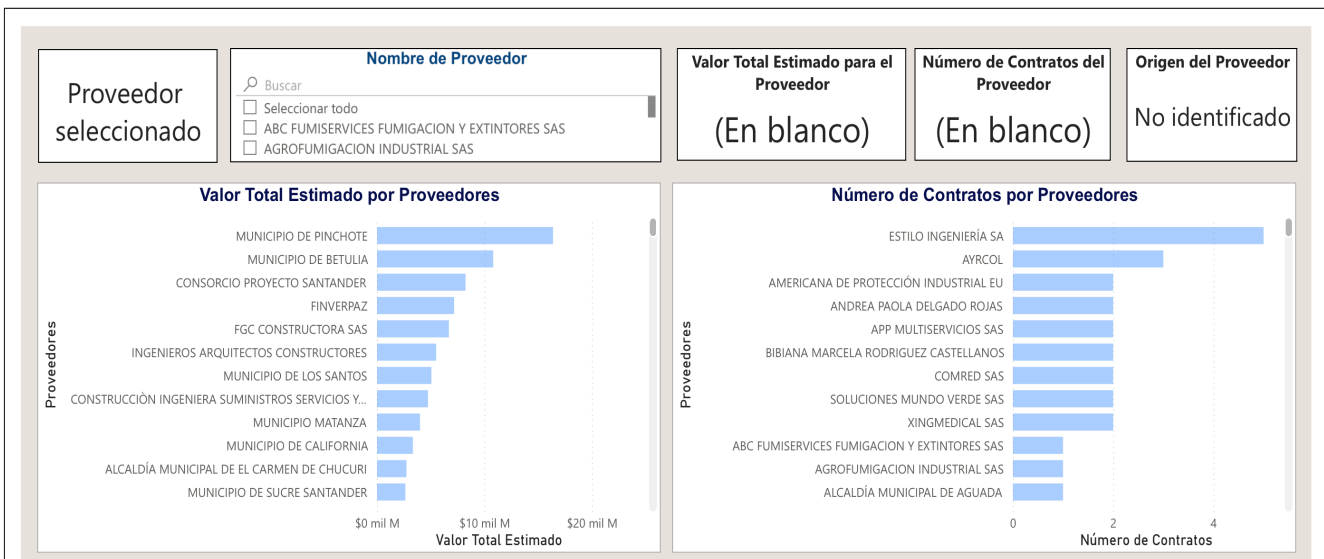 Proveedor
seleccionado
Nombre de Proveedor
Buscar
Seleccionar todo
ABC FUMISERVICES FUMIGACION Y EXTINTORES SAS
AGROFUMIGACION INDUSTRIAL SAS
Valor Total Estimado para el
Proveedor
(En blanco)
Número de Contratos del
Proveedor
(En blanco)
Origen del Proveedor
No identificado
Valor Total Estimado por Proveedores
Proveedores
MUNICIPIO DE PINCHOTE
MUNICIPIO DE BETULIA
CONSORCIO PROYECTO SANTANDER
FINVERPAZ
FGC CONSTRUCTORA SAS
INGENIEROS ARQUITECTOS CONSTRUCTORES
MUNICIPIO DE LOS SANTOS
CONSTRUCCIÒN INGENIERA SUMINISTROS SERVICIOS Y...
MUNICIPIO MATANZA
MUNICIPIO DE CALIFORNIA
ALCALDÍA MUNICIPAL DE EL CARMEN DE CHUCURI
MUNICIPIO DE SUCRE SANTANDER
$0 mil M $10 mil M $20 mil M
Valor Total Estimado
Número de Contratos por Proveedores
Proveedores
ESTILO INGENIERÍA SA
AYRCOL
AMERICANA DE PROTECCIÓN INDUSTRIAL EU
ANDREA PAOLA DELGADO ROJAS
APP MULTISERVICIOS SAS
BIBIANA MARCELA RODRIGUEZ CASTELLANOS
COMRED SAS
SOLUCIONES MUNDO VERDE SAS
XINGMEDICAL SAS
ABC FUMISERVICES FUMIGACION Y EXTINTORES SAS
AGROFUMIGACION INDUSTRIAL SAS
ALCALDÍA MUNICIPAL DE AGUADA
0 2 4
Número de Contratos